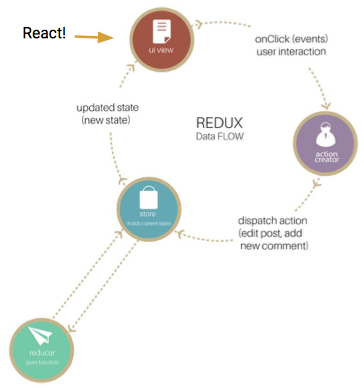 React!
ui view
onClick (events)
user interaction
updated state
(new state)
REDUX
Data FLOW
action
creator
store
(holds current state)
dispatch action
(edit post, add
new comment)
reducer
(pure function)